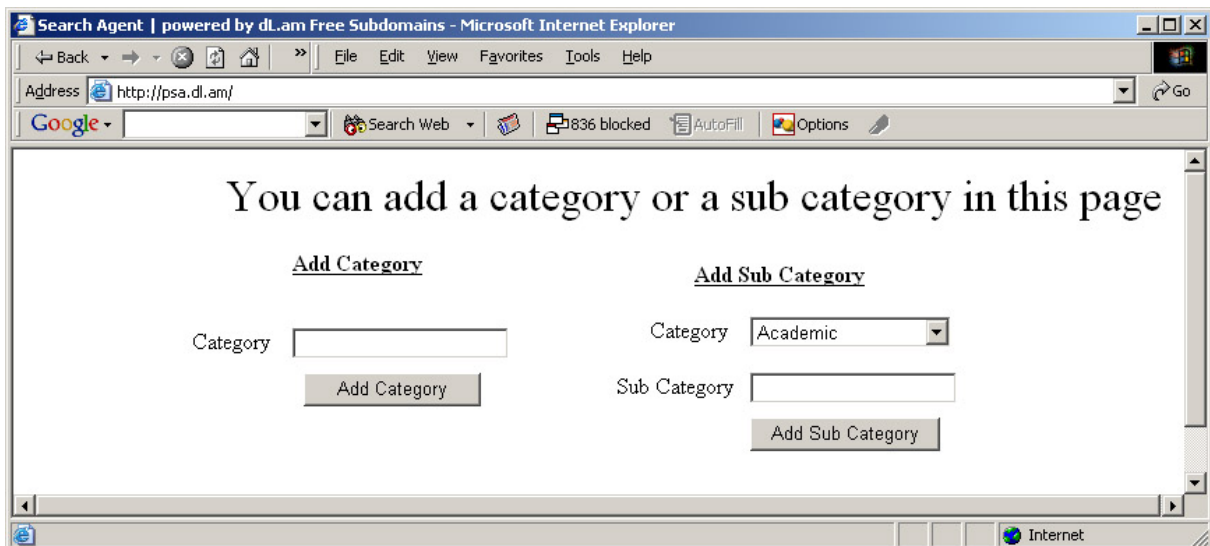 Search Agent | powered by dL.am Free Subdomains - Microsoft Internet Explorer
Back » File Edit View Favorites Tools Help
Address http://psa.dl.am/ Go
Google Search Web 836 blocked AutoFill Options
You can add a category or a sub category in this page
Add Category
Add Sub Category
Category
Category Academic
Add Category
Sub Category
Add Sub Category
Internet